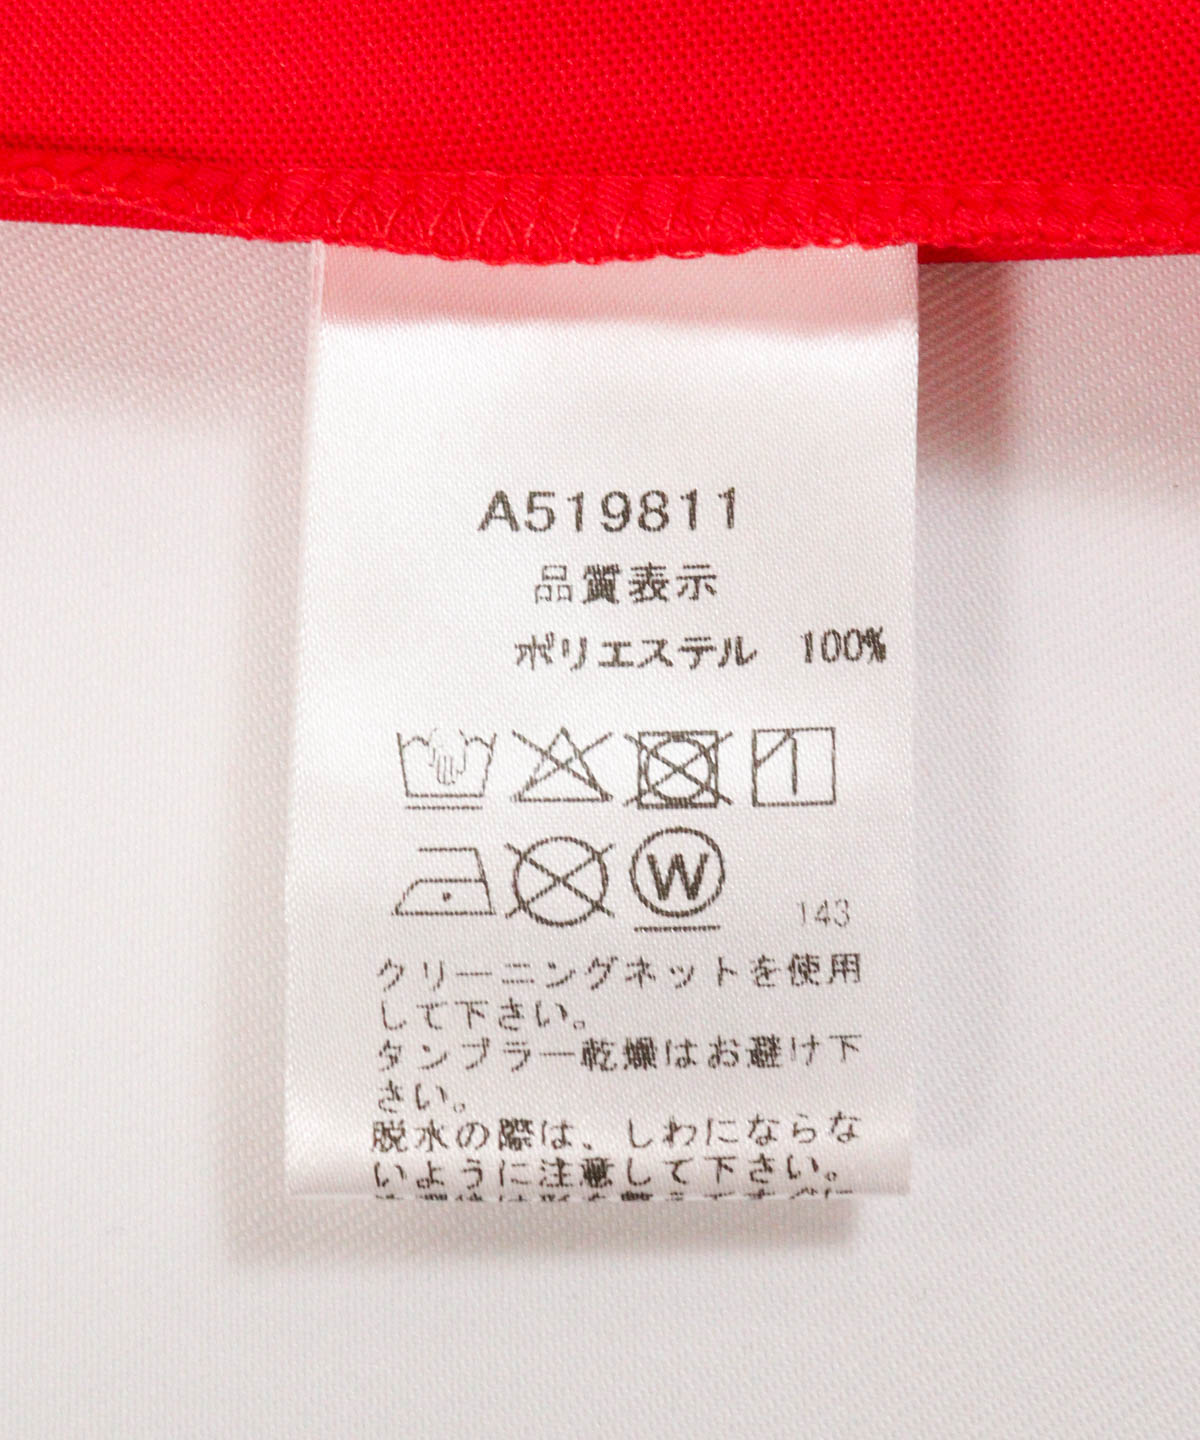 A519811
品質表示
ポリエステル 100%
W
143
クリーニングネットを使用
して下さい。
タンブラー乾燥はお避け下
さい。
脱水の際は、しわにならな
いように注意して下さい。